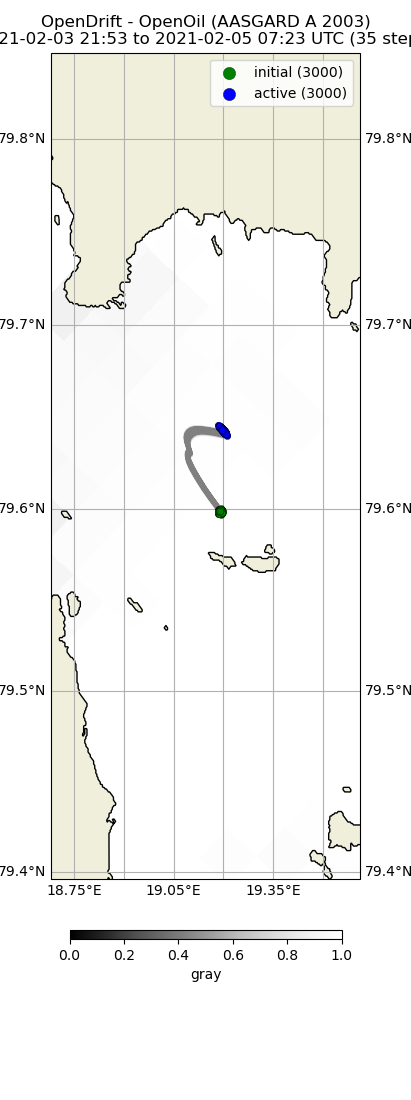 OpenDrift - OpenOil (AASGARD A 2003)
21-02-03 21:53 to 2021-02-05 07:23 UTC (35 step
initial (3000)
active (3000)
79.8°N 79.8°N
79.7°N 79.7°N
79.6°N 79.6°N
79.5°N 79.5°N
79.4°N 79.4°N
18.75°E 19.05°E 19.35°E
0.0 0.2 0.4 0.6 0.8 1.0
gray